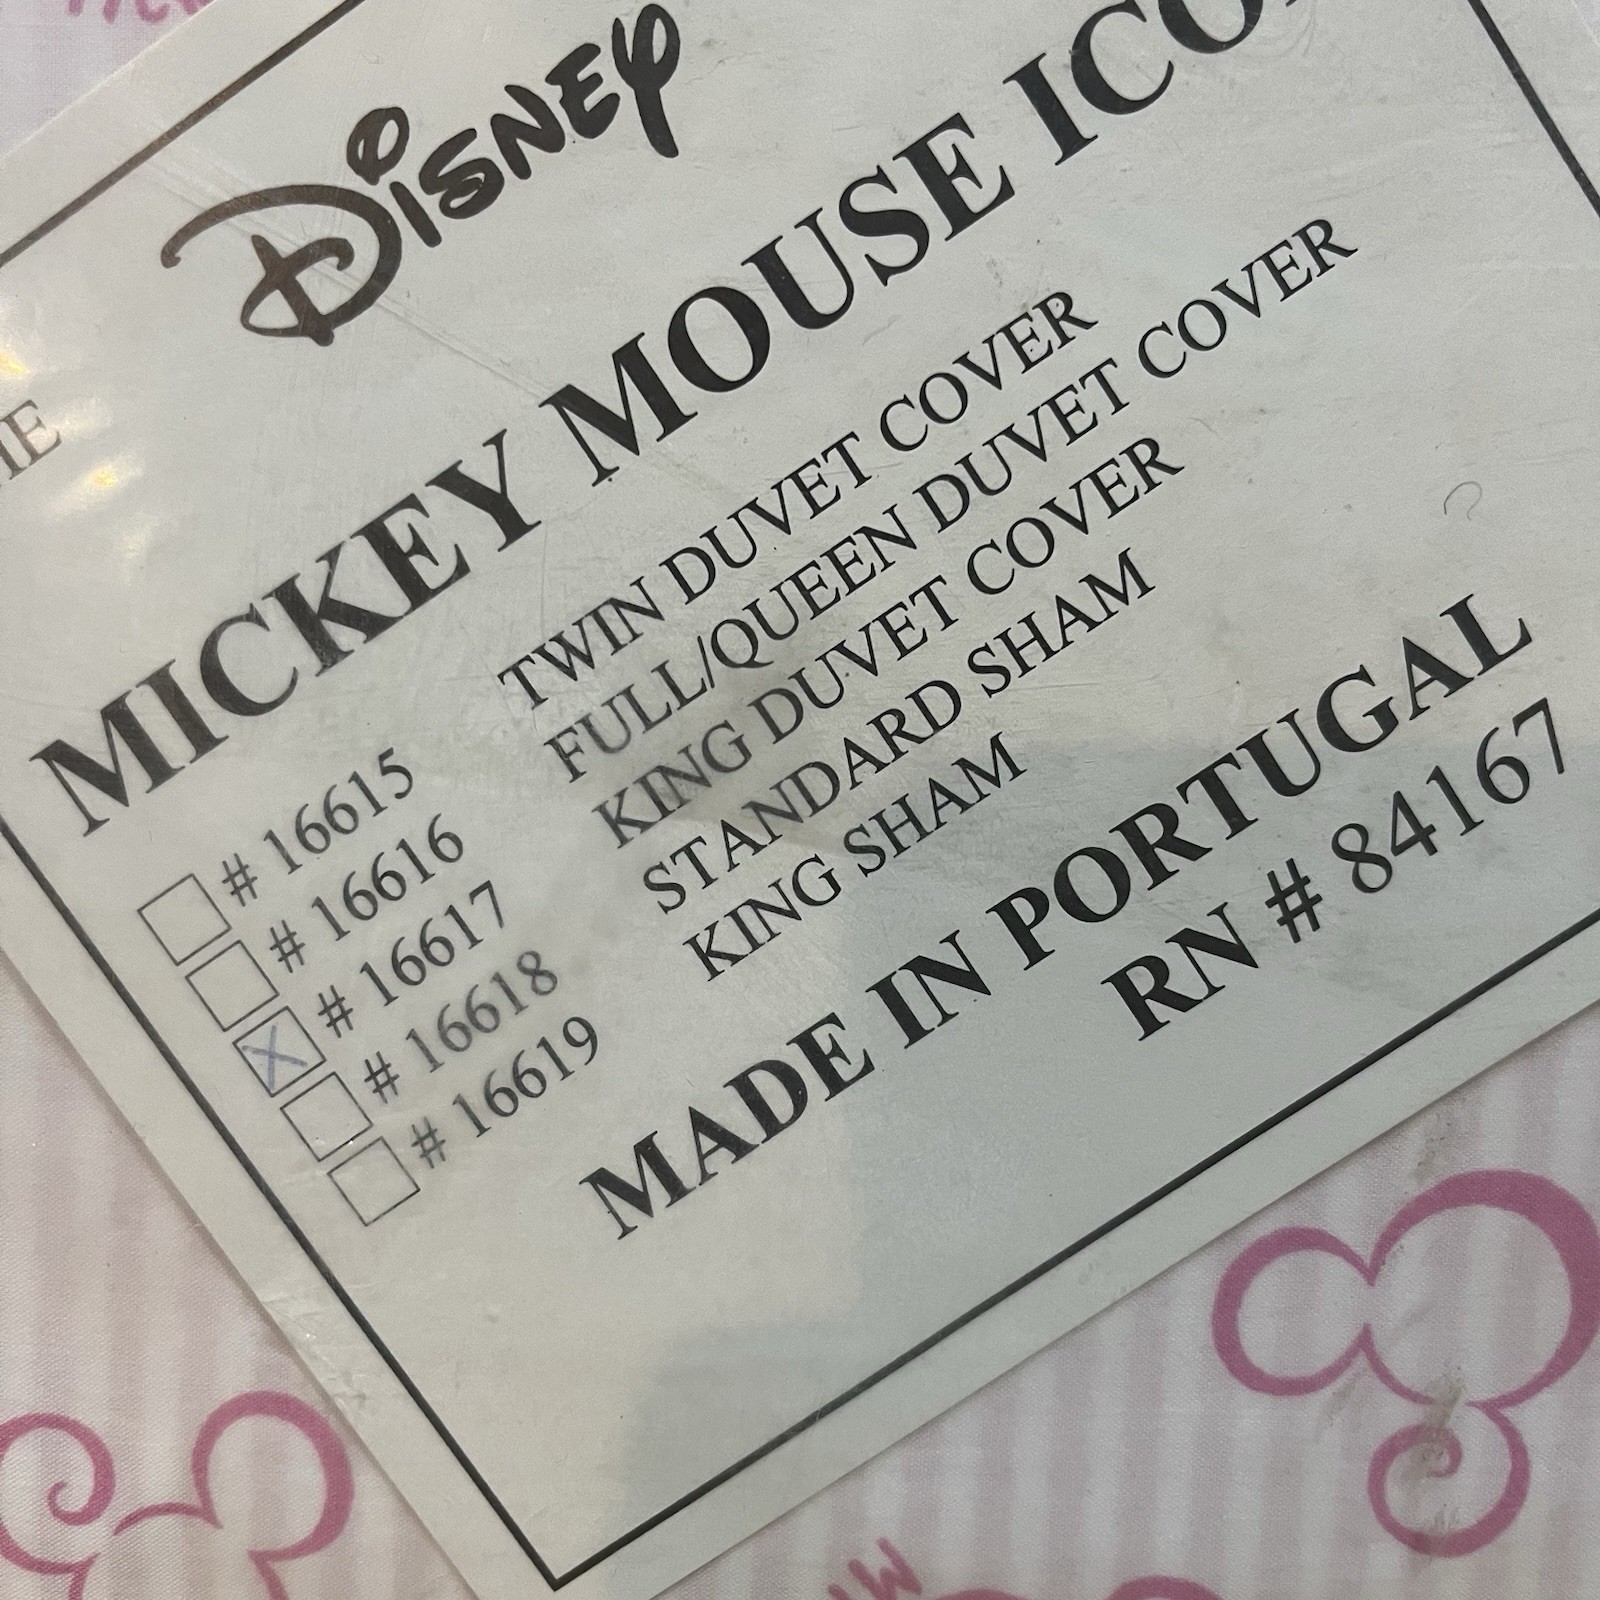 Disney
MICKEY MOUSE
# 16615 TWIN DUVET COVER
# 16616 FULL/QUEEN DUVET COVER
# 16617 KING DUVET COVER
# 16618 STANDARD SHAM
# 16619 KING SHAM
MADE IN PORTUGAL
RN # 84167